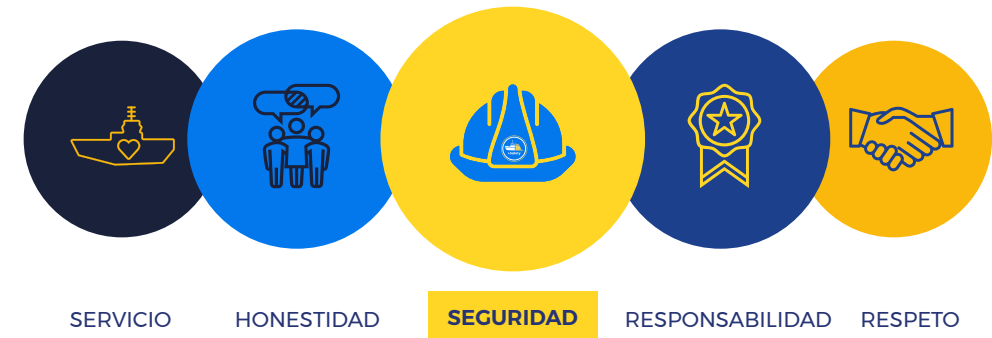 SERVICIO
HONESTIDAD
SEGURIDAD
RESPONSABILIDAD
RESPETO